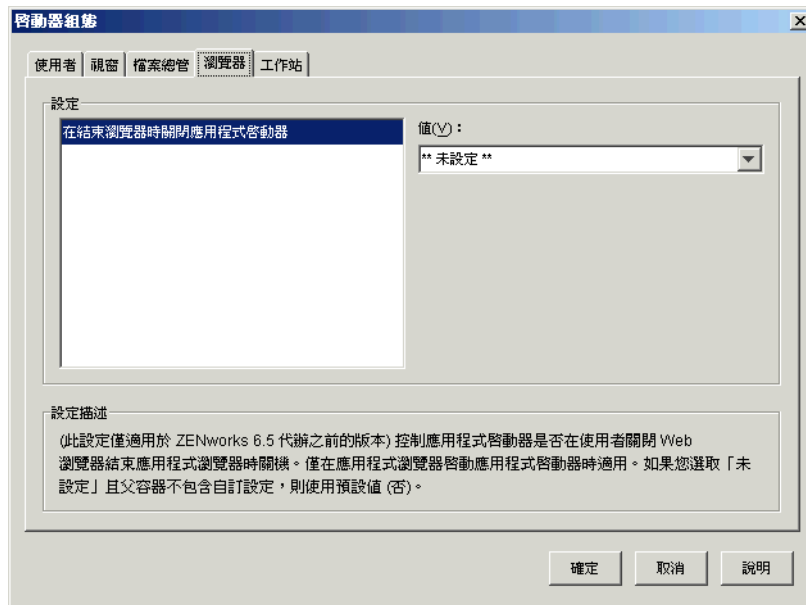 啓動器組態
使用者 視窗 檔案總管 瀏覽器 工作站
設定
在結束瀏覽器時關閉應用程式啓動器
值(V)：
** 未設定 **
設定描述
(此設定僅適用於 ZENworks 6.5 代辦之前的版本) 控制應用程式啓動器是否在使用者關閉 Web
瀏覽器結束應用程式瀏覽器時關機。僅在應用程式瀏覽器啓動應用程式啓動器時適用。如果您選取「未
設定」且父容器不包含自訂設定，則使用預設值 (否)。
確定 取消 說明